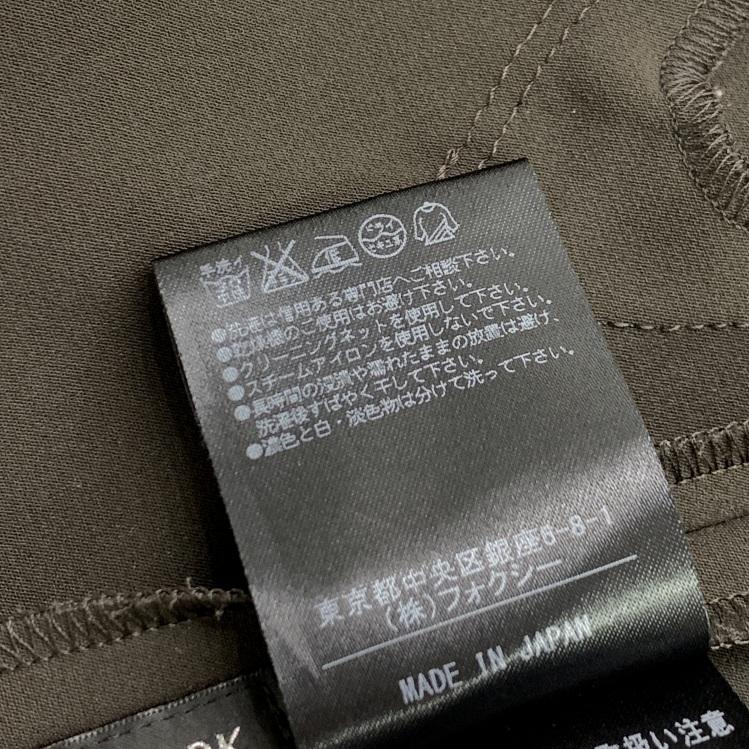 手洗イ
ドライ
セキユ系
●洗濯は信用ある専門店へご相談下さい。
●乾燥機のご使用はお避け下さい。
●クリーニングネットを使用して下さい。
●スチームアイロンを使用しないで下さい。
●長時間の浸漬や濡れたままの放置は避け、
洗濯後すばやく干して下さい。
●濃色と白・淡色物は分けて洗って下さい。
東京都中央区銀座6-8-1
(株)フォクシー
MADE IN JAPAN
取扱い注意